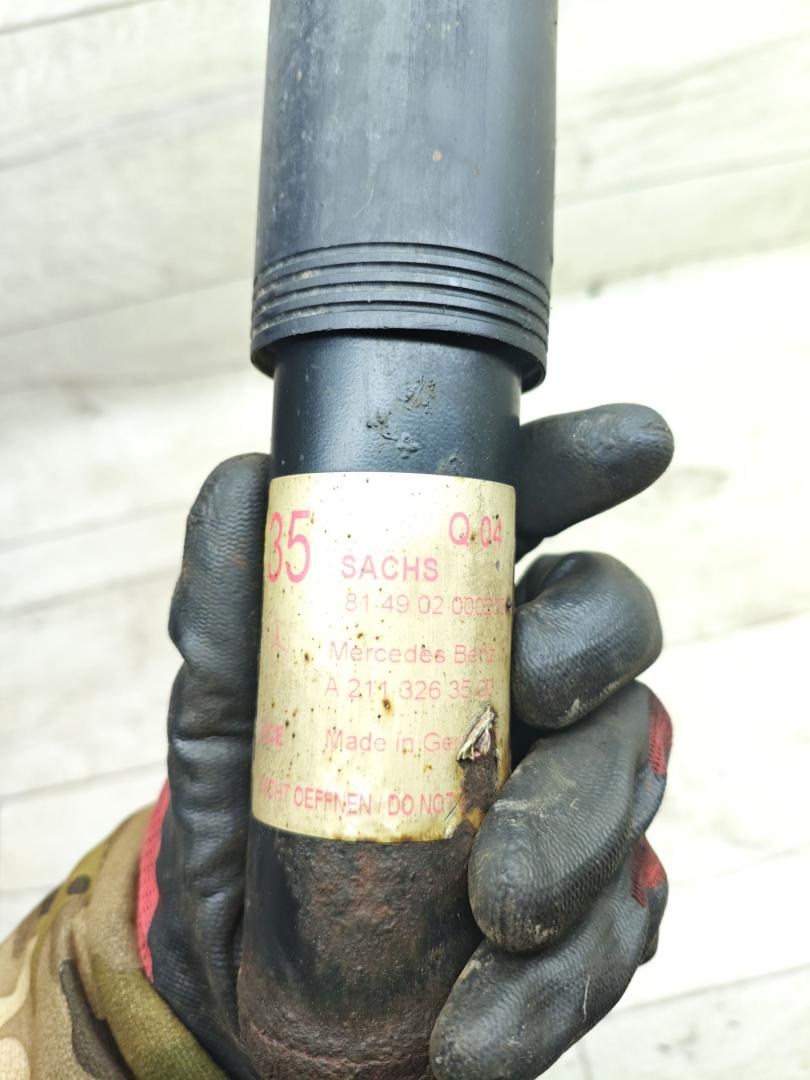 35 Q 04
SACHS
81 49 02
Mercedes Benz
A 211 326 35
Made in
OEFFNEN / DO NOT